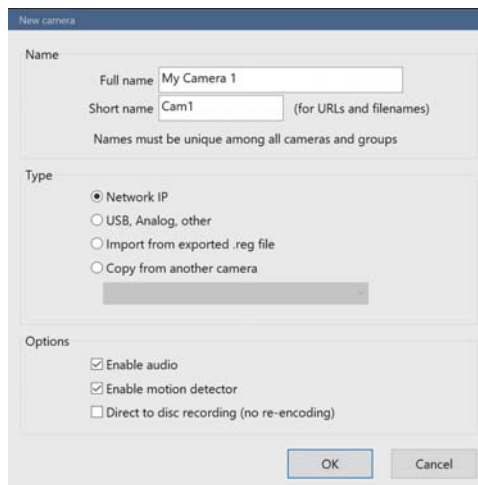 New camera
Name
Full name My Camera 1
Short name Cam1 (for URLs and filenames)
Names must be unique among all cameras and groups
Type
Network IP
USB, Analog, other
Import from exported .reg file
Copy from another camera
Options
Enable audio
Enable motion detector
Direct to disc recording (no re-encoding)
OK Cancel